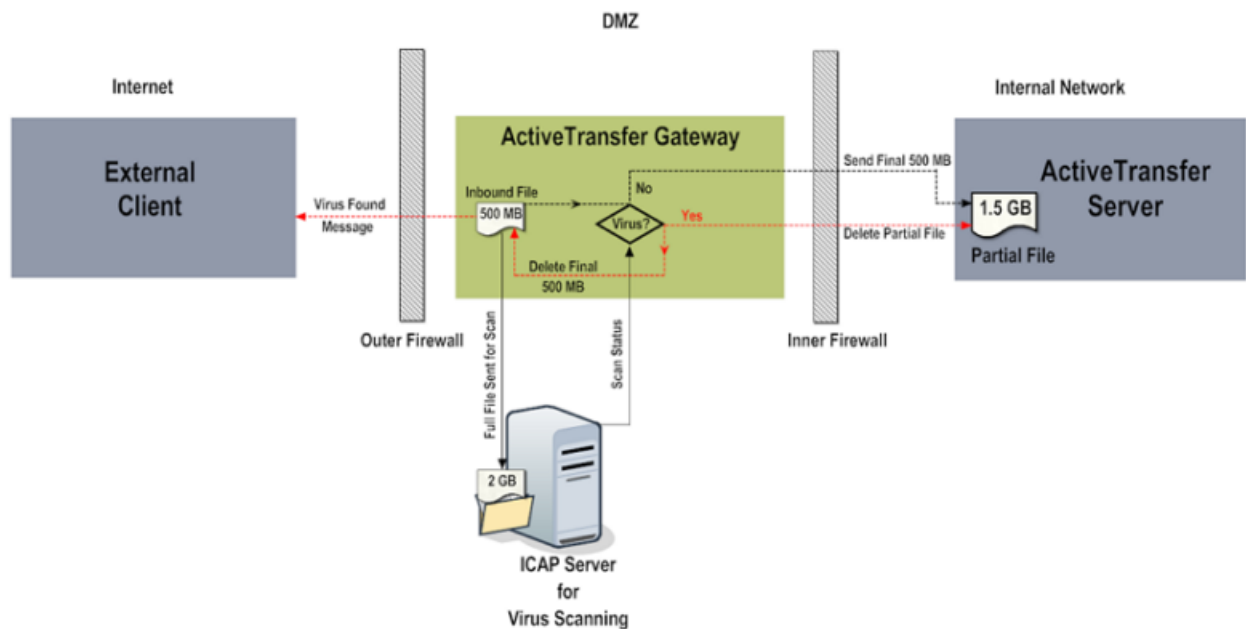 DMZ
Internet
Internal Network
External
Client
ActiveTransfer Gateway
ActiveTransfer
Server
Inbound File
500 MB
No
Virus?
Yes
Send Final 500 MB
Delete Partial File
1.5 GB
Partial File
Virus Found
Message
Delete Final
500 MB
Outer Firewall
Inner Firewall
Full File Sent for Scan
Scan Status
2 GB
ICAP Server
for
Virus Scanning